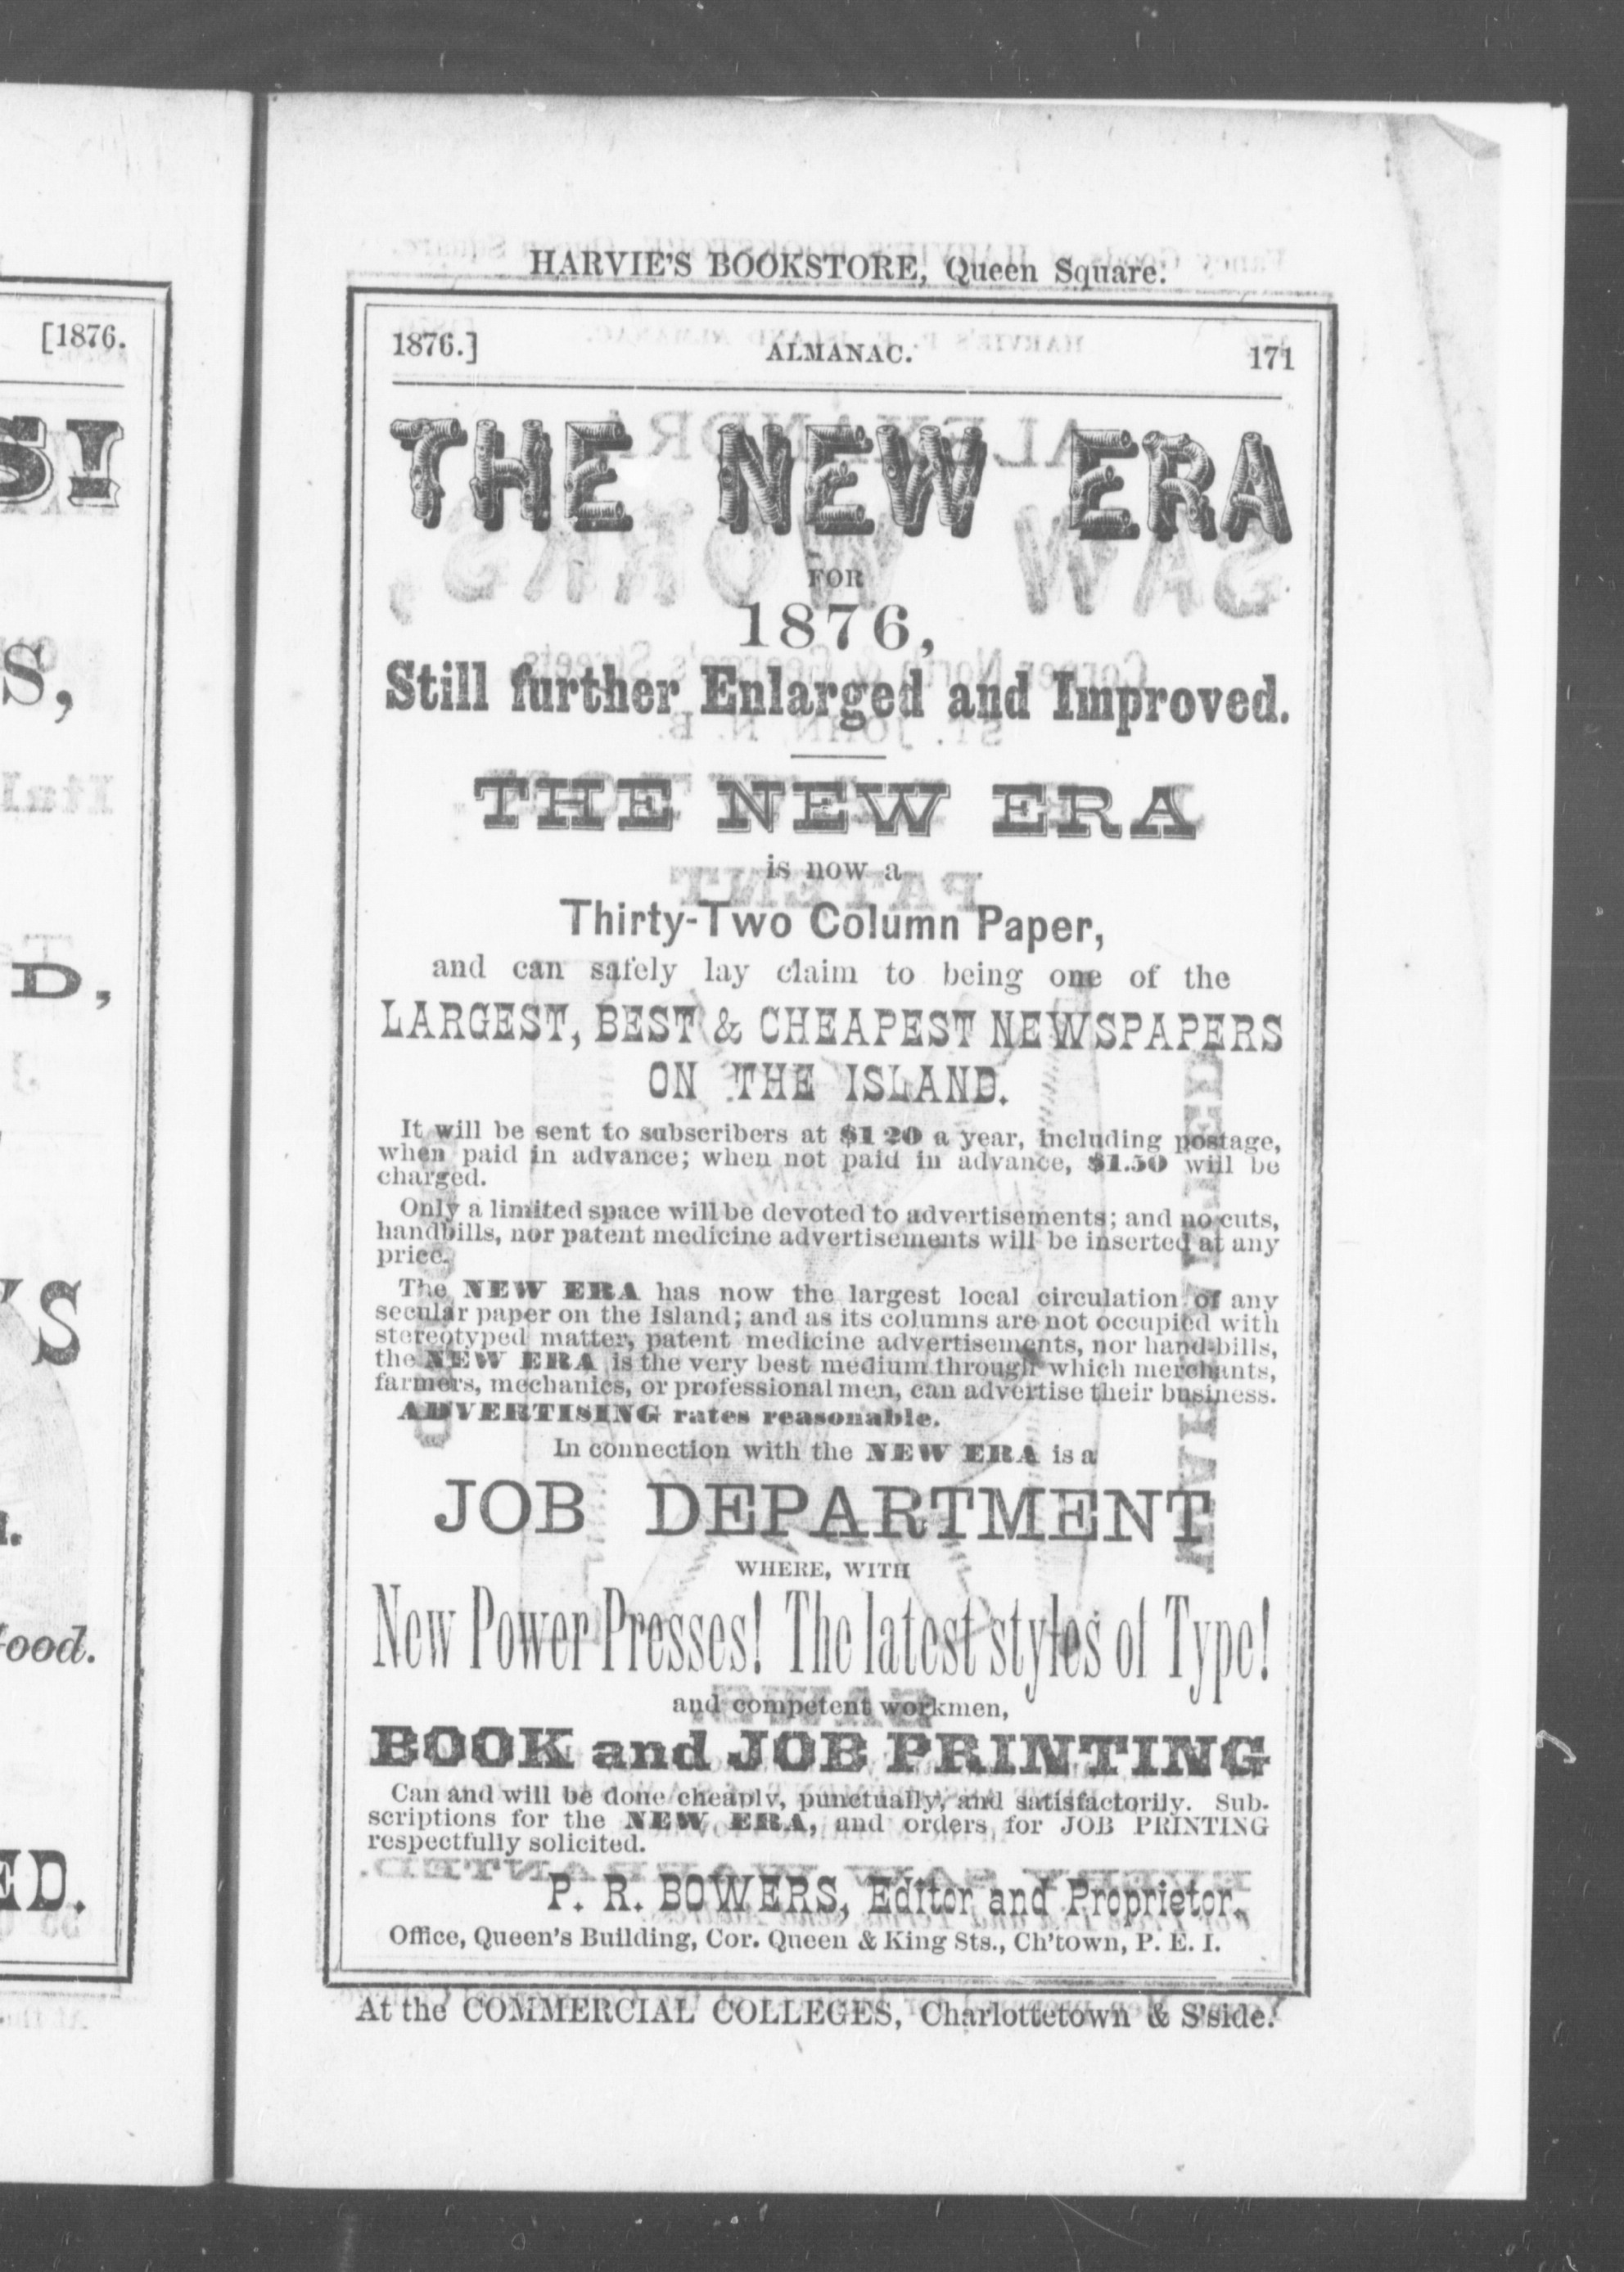 [1876.
S!
S,
D,
'S
ood.
ED.
HARVIE'S BOOKSTORE, Queen Square.
1876.] ALMANAC. 171
THE NEW ERA
FOR
1876,
Still further Enlarged and Improved.
THE NEW ERA
is now a
Thirty-Two Column Paper,
and can safely lay claim to being one of the
LARGEST, BEST & CHEAPEST NEWSPAPERS
ON THE ISLAND.
It will be sent to subscribers at $1 20 a year, including postage,
when paid in advance; when not paid in advance, $1.50 will be
charged.
Only a limited space will be devoted to advertisements; and no cuts,
handbills, nor patent medicine advertisements will be inserted at any
price.
The NEW ERA has now the largest local circulation of any
secular paper on the Island; and as its columns are not occupied with
stereotyped matter, patent medicine advertisements, nor hand-bills,
the NEW ERA is the very best medium through which merchants,
farmers, mechanics, or professional men, can advertise their business.
ADVERTISING rates reasonable.
In connection with the NEW ERA is a
JOB DEPARTMENT
WHERE, WITH
New Power Presses! The latest styles of Type!
and competent workmen,
BOOK and JOB PRINTING
Can and will be done cheaply, punctually, and satisfactorily. Sub-
scriptions for the NEW ERA, and orders for JOB PRINTING
respectfully solicited.
P. R. BOWERS, Editor and Proprietor.
Office, Queen's Building, Cor. Queen & King Sts., Ch'town, P. E. I.
At the COMMERCIAL COLLEGES, Charlottetown & S'side.